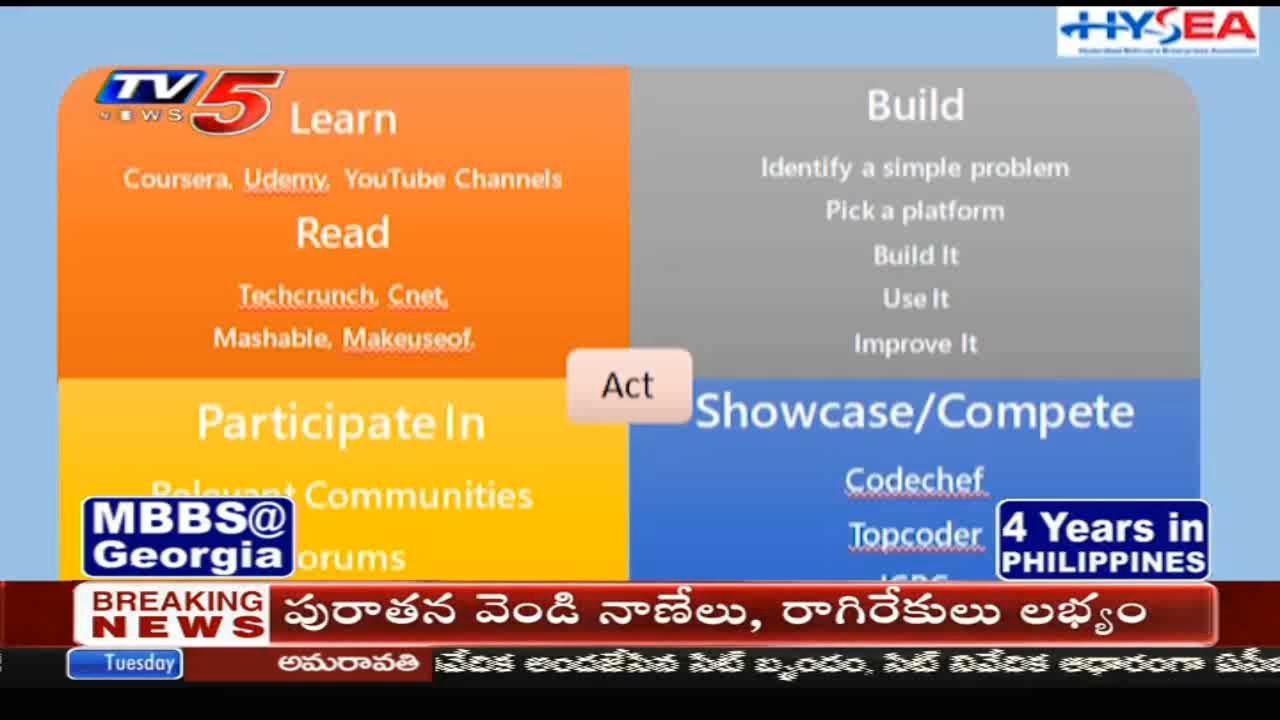 HYSEA
TV5
NEWS
Learn
Coursera, Udemy, YouTube Channels
Read
Techcrunch, Cnet,
Mashable, Makeuseof,
Build
Identify a simple problem
Pick a platform
Build It
Use It
Improve It
Act
Participate In
Relevant Communities
Showcase/Compete
Codechef
Topcoder
MBBS@
Georgia
4 Years in
PHILIPPINES
BREAKING
NEWS
పురాతన వెండి నాణేలు, రాగిరేకులు లభ్యం
Tuesday
అమరావతి